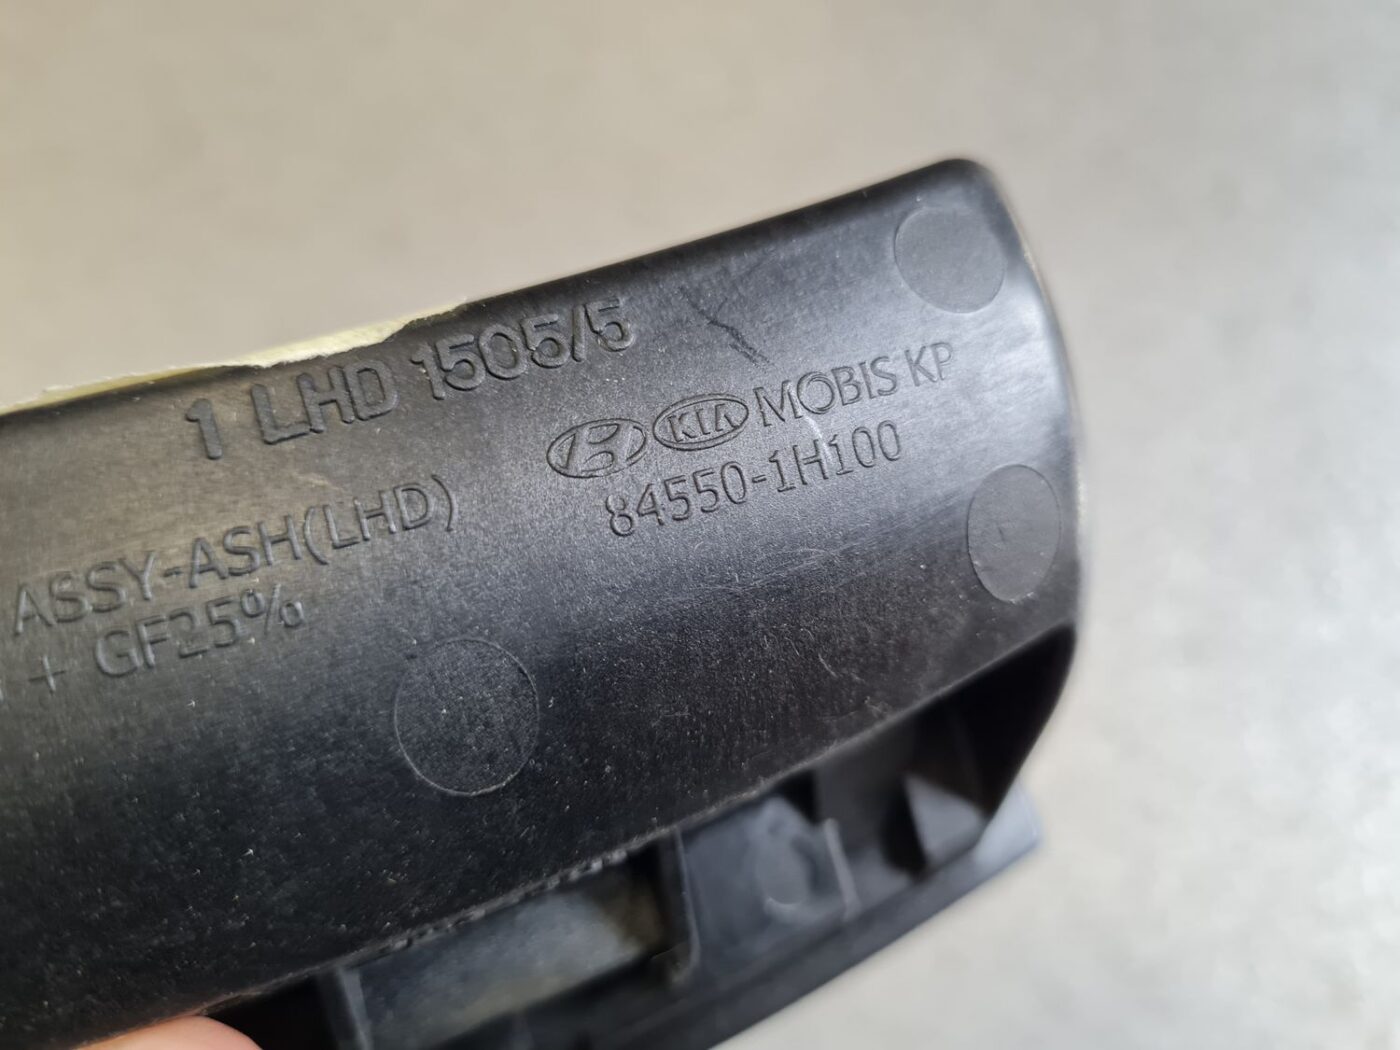 1 LHD 1505/5
KIA MOBIS KP
84550-1H100
ASSY-ASH(LHD)
+ GF25%